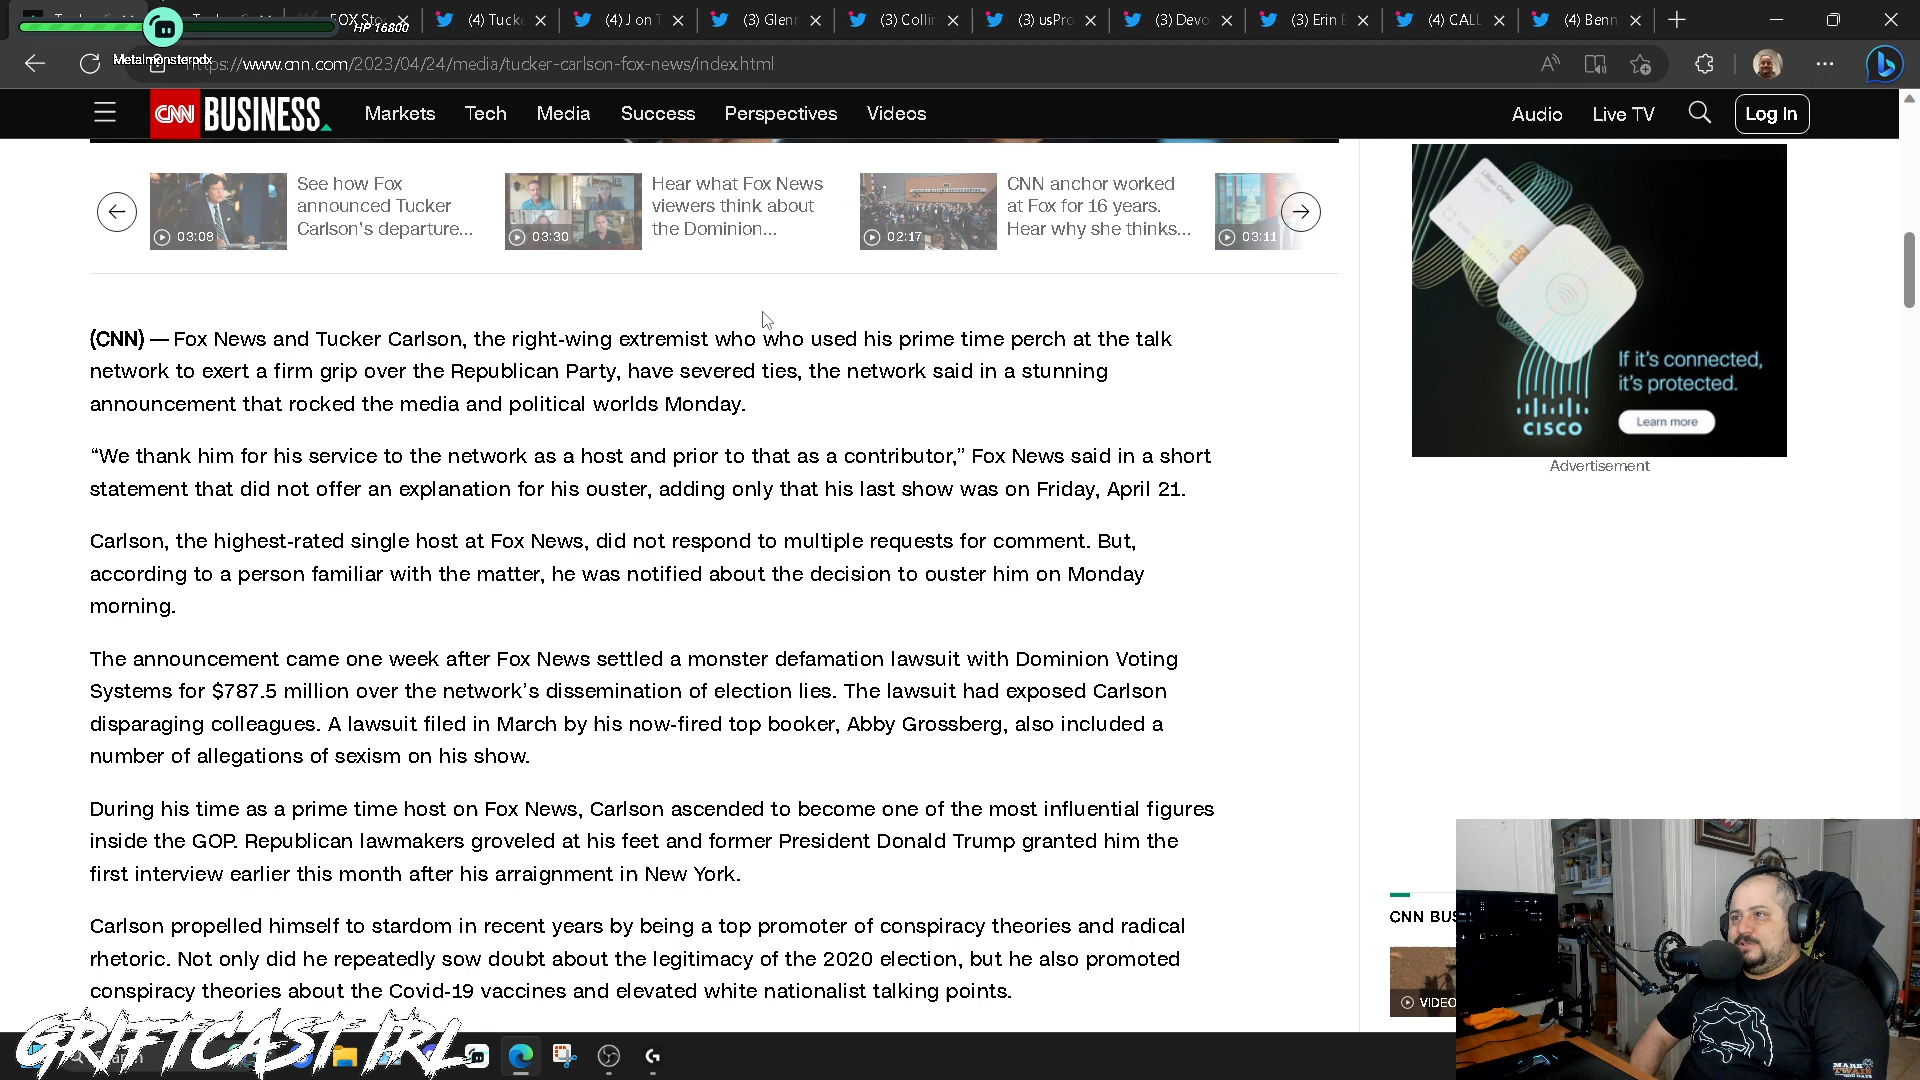 HP 16800
FOX Sto
(4) Tucke
(4) J on T
(3) Glenn
(3) Collin
(3) usPro
(3) Devo
(3) Erin E
(4) CALL
(4) Benn
Metalmonsterpdx
https://www.cnn.com/2023/04/24/media/tucker-carlson-fox-news/index.html
CNN BUSINESS Markets Tech Media Success Perspectives Videos Audio Live TV Log In
See how Fox
announced Tucker
Carlson's departure...
03:08
Hear what Fox News
viewers think about
the Dominion...
03:30
CNN anchor worked
at Fox for 16 years.
Hear why she thinks...
02:17
03:11
(CNN) — Fox News and Tucker Carlson, the right-wing extremist who who used his prime time perch at the talk
network to exert a firm grip over the Republican Party, have severed ties, the network said in a stunning
announcement that rocked the media and political worlds Monday.
“We thank him for his service to the network as a host and prior to that as a contributor,” Fox News said in a short
statement that did not offer an explanation for his ouster, adding only that his last show was on Friday, April 21.
Carlson, the highest-rated single host at Fox News, did not respond to multiple requests for comment. But,
according to a person familiar with the matter, he was notified about the decision to ouster him on Monday
morning.
The announcement came one week after Fox News settled a monster defamation lawsuit with Dominion Voting
Systems for $787.5 million over the network’s dissemination of election lies. The lawsuit had exposed Carlson
disparaging colleagues. A lawsuit filed in March by his now-fired top booker, Abby Grossberg, also included a
number of allegations of sexism on his show.
During his time as a prime time host on Fox News, Carlson ascended to become one of the most influential figures
inside the GOP. Republican lawmakers groveled at his feet and former President Donald Trump granted him the
first interview earlier this month after his arraignment in New York.
Carlson propelled himself to stardom in recent years by being a top promoter of conspiracy theories and radical
rhetoric. Not only did he repeatedly sow doubt about the legitimacy of the 2020 election, but he also promoted
conspiracy theories about the Covid-19 vaccines and elevated white nationalist talking points.
If it's connected,
it's protected.
Learn more
CISCO
Advertisement
CNN BUS
VIDEO
GRIFTCAST IRL
MARK
TWAIN